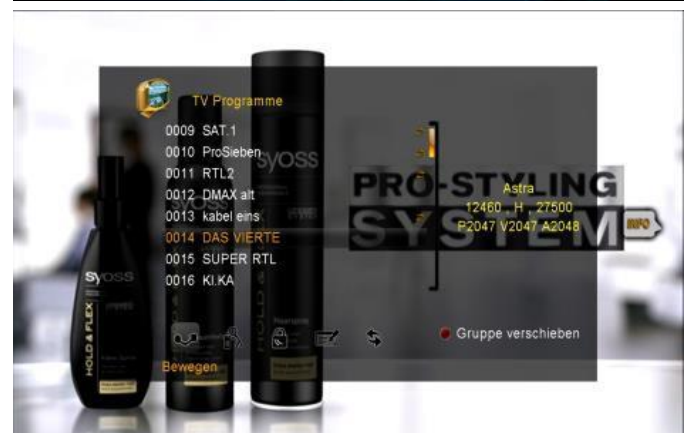 TV Programme
0009 SAT.1
0010 ProSieben
0011 RTL2
0012 DMAX alt
0013 kabel eins
0014 DAS VIERTE
0015 SUPER RTL
0016 KI.KA
Astra
12460 . H . 27500
P2047 V2047 A2048
INFO
Gruppe verschieben
Bewegen
PRO-STYLING
SYSTEM
syoss
syoss
HOLD & FLEX